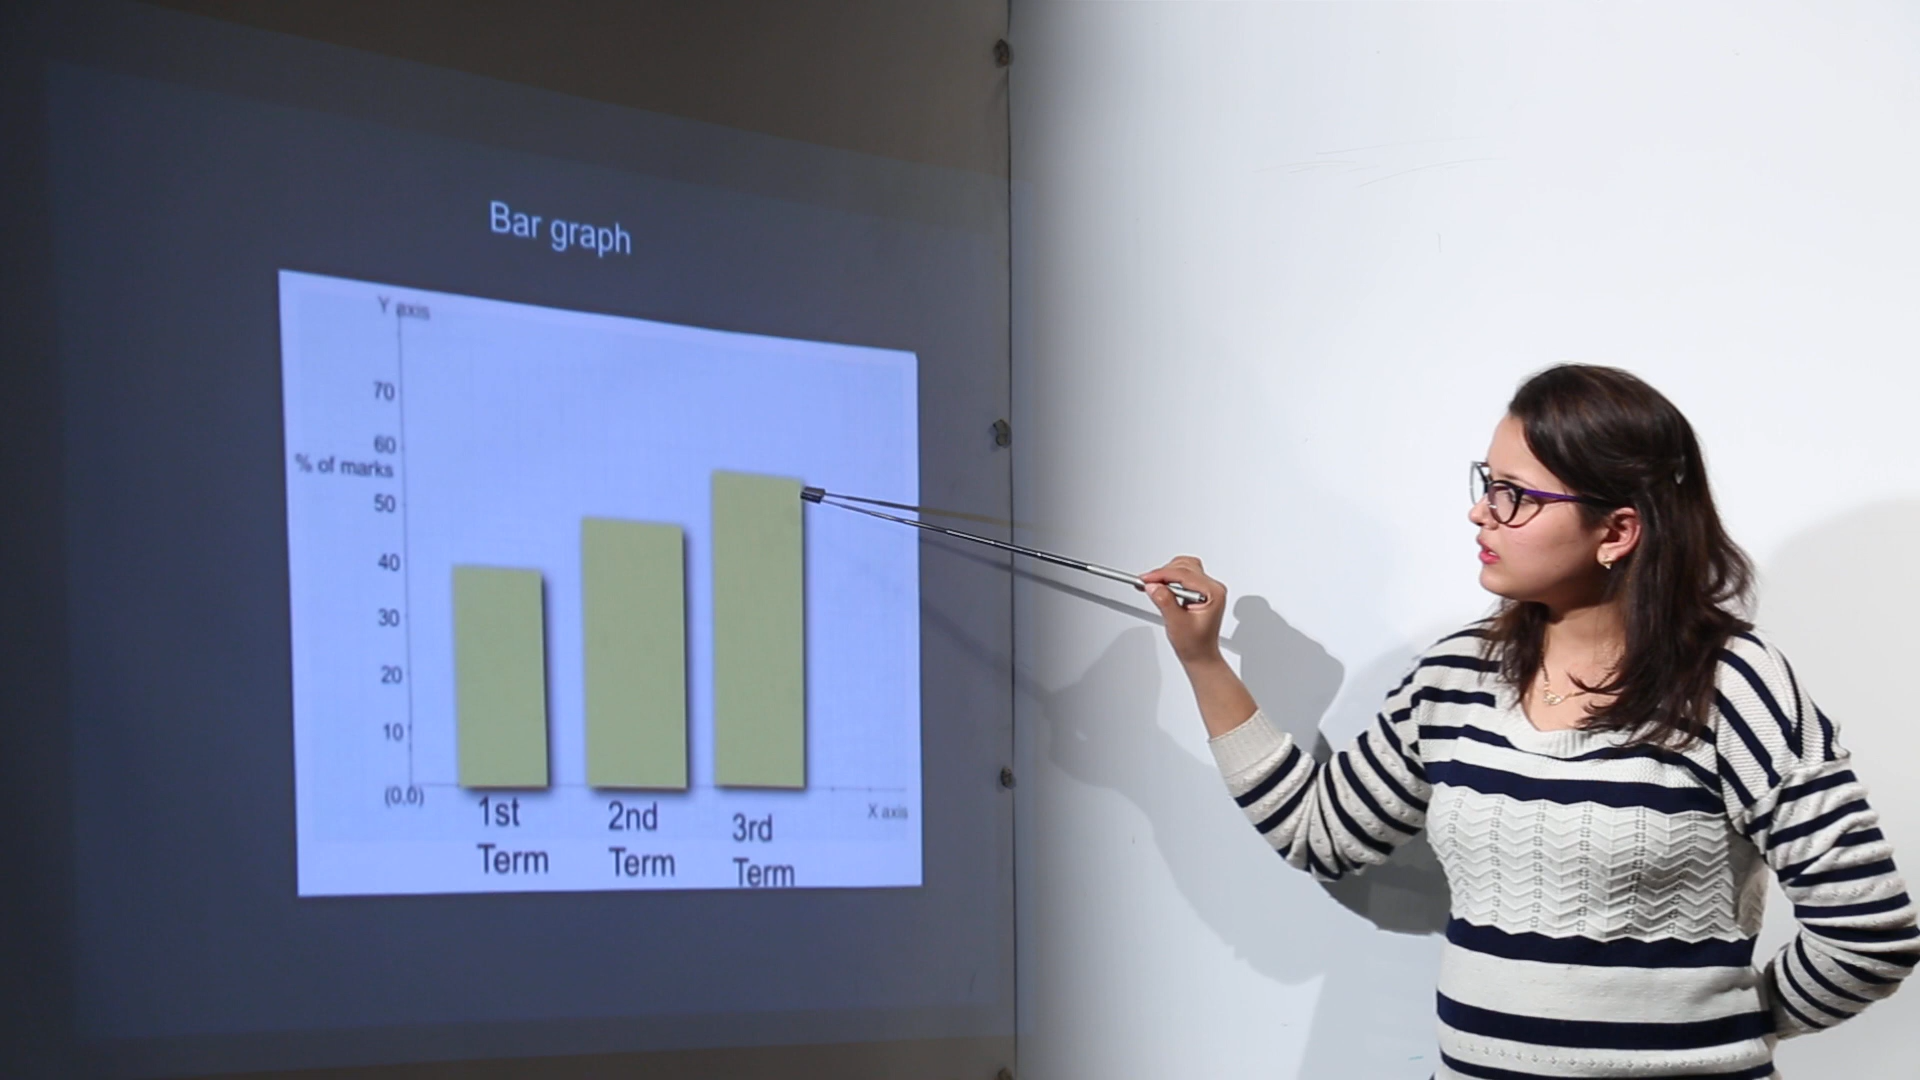 Bar graph
Y axis
70
60
% of marks
50
40
30
20
10
(0,0)
X axis
1st
Term
2nd
Term
3rd
Term